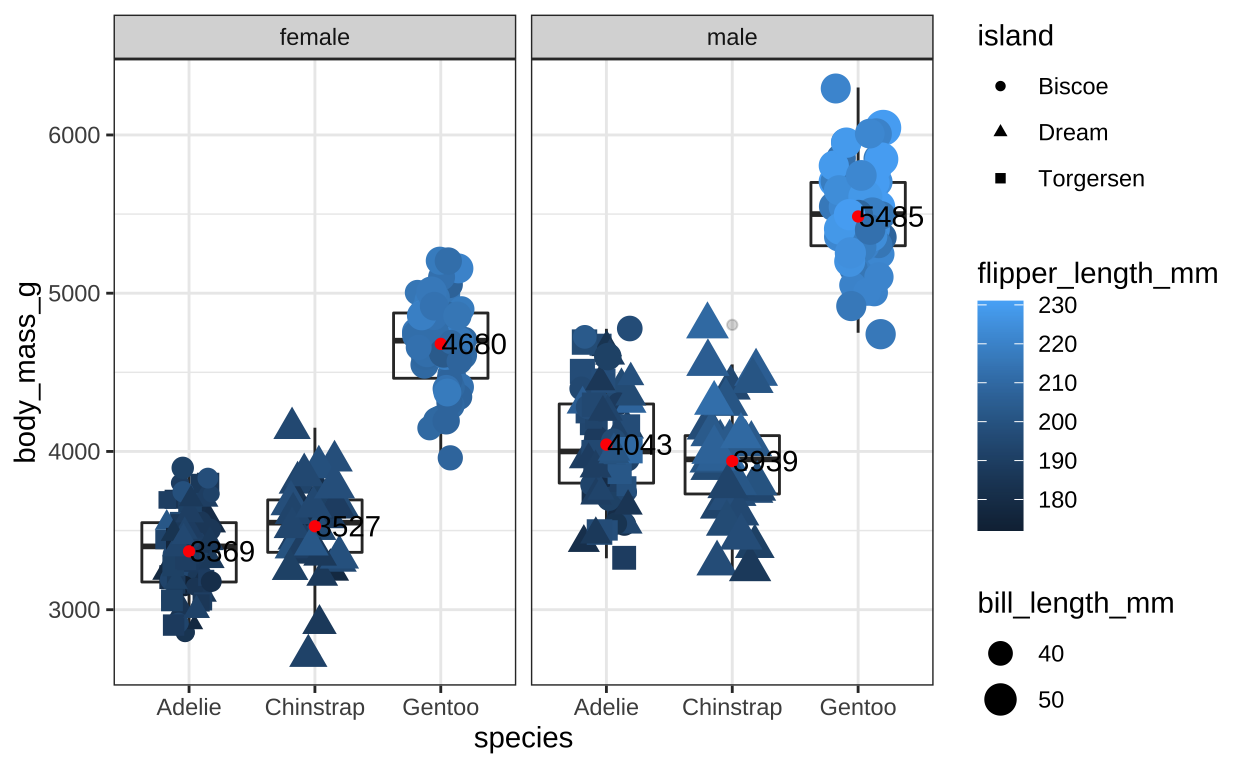 female
male
island
Biscoe
Dream
Torgersen
flipper_length_mm
230
220
210
200
190
180
bill_length_mm
40
50
body_mass_g
6000
5000
4000
3000
3369
3527
4680
4043
3939
5485
Adelie
Chinstrap
Gentoo
Adelie
Chinstrap
Gentoo
species